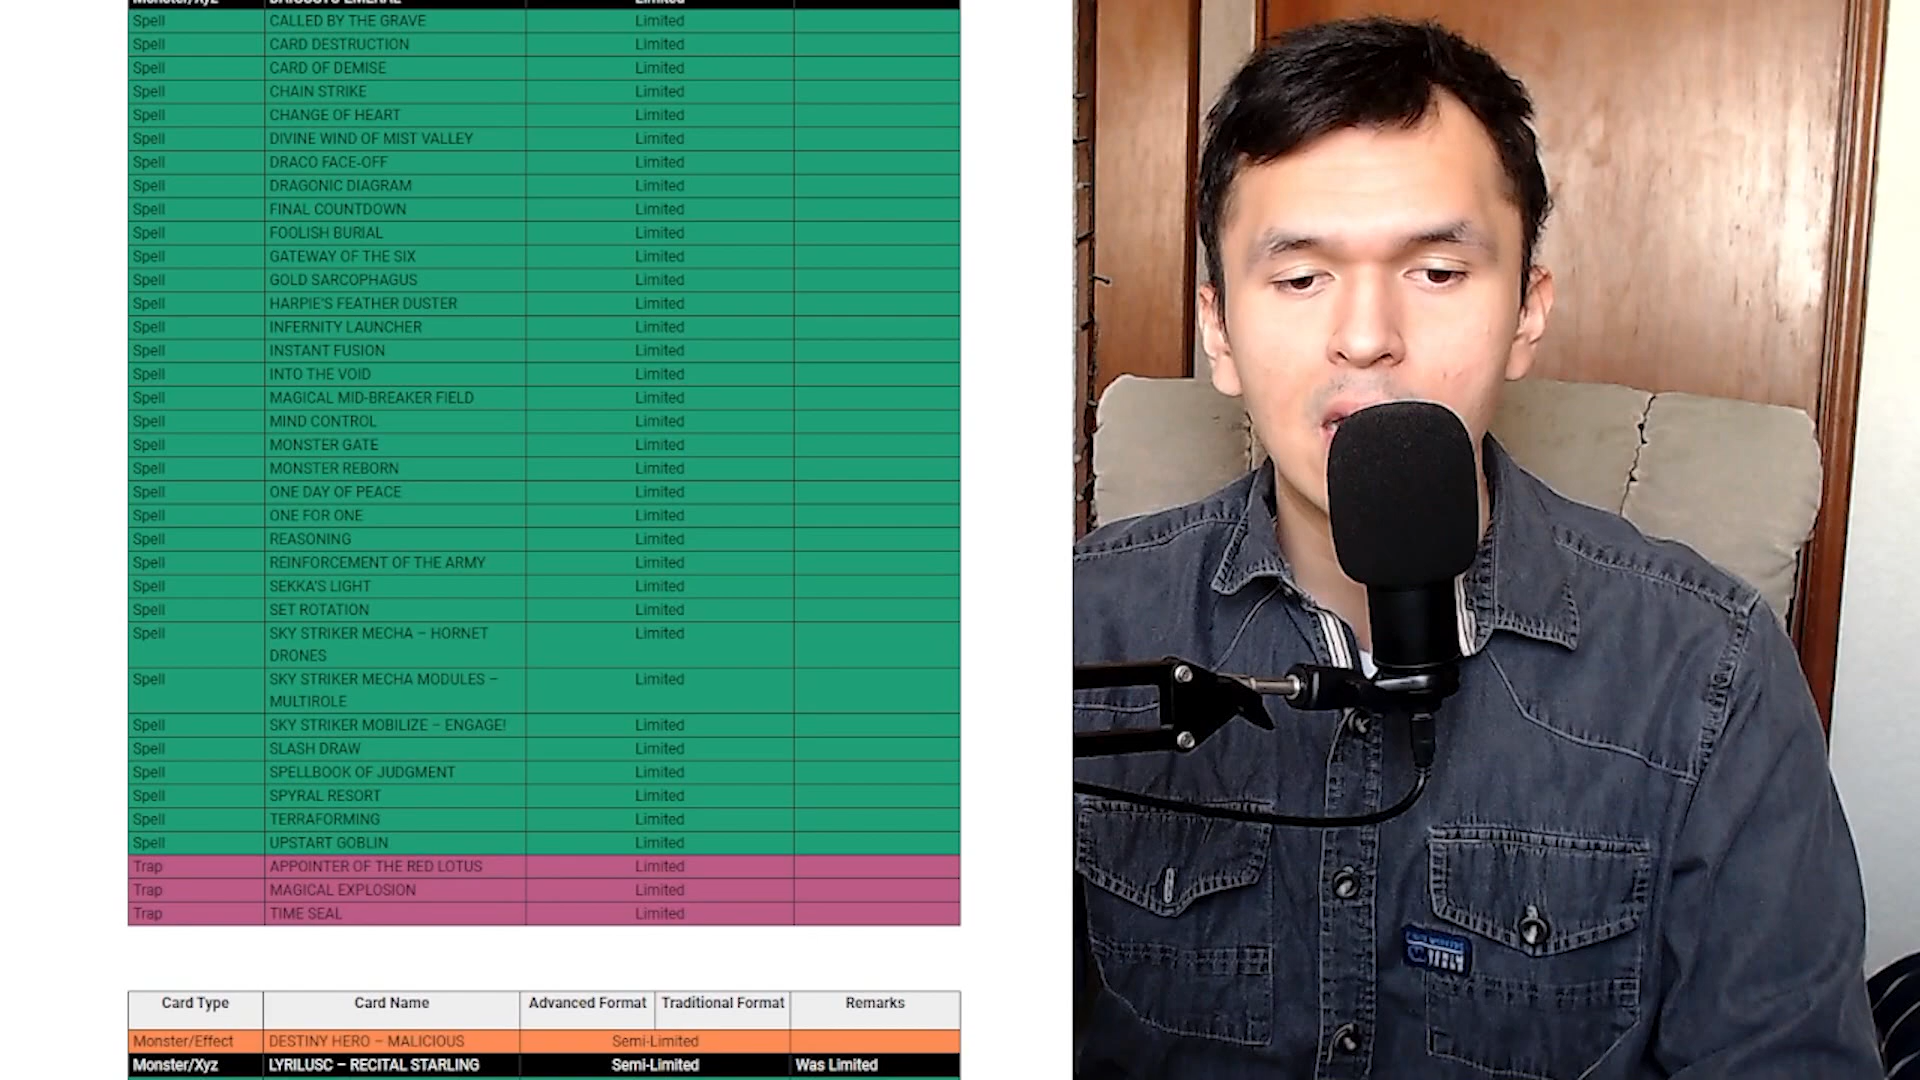 Spell CALLED BY THE GRAVE Limited
Spell CARD DESTRUCTION Limited
Spell CARD OF DEMISE Limited
Spell CHAIN STRIKE Limited
Spell CHANGE OF HEART Limited
Spell DIVINE WIND OF MIST VALLEY Limited
Spell DRACO FACE-OFF Limited
Spell DRAGONIC DIAGRAM Limited
Spell FINAL COUNTDOWN Limited
Spell FOOLISH BURIAL Limited
Spell GATEWAY OF THE SIX Limited
Spell GOLD SARCOPHAGUS Limited
Spell HARPIE'S FEATHER DUSTER Limited
Spell INFERNITY LAUNCHER Limited
Spell INSTANT FUSION Limited
Spell INTO THE VOID Limited
Spell MAGICAL MID-BREAKER FIELD Limited
Spell MIND CONTROL Limited
Spell MONSTER GATE Limited
Spell MONSTER REBORN Limited
Spell ONE DAY OF PEACE Limited
Spell ONE FOR ONE Limited
Spell REASONING Limited
Spell REINFORCEMENT OF THE ARMY Limited
Spell SEKKA'S LIGHT Limited
Spell SET ROTATION Limited
Spell SKY STRIKER MECHA – HORNET Limited
DRONES
Spell SKY STRIKER MECHA MODULES – Limited
MULTIROLE
Spell SKY STRIKER MOBILIZE – ENGAGE! Limited
Spell SLASH DRAW Limited
Spell SPELLBOOK OF JUDGMENT Limited
Spell SPYRAL RESORT Limited
Spell TERRAFORMING Limited
Spell UPSTART GOBLIN Limited
Trap APPOINTER OF THE RED LOTUS Limited
Trap MAGICAL EXPLOSION Limited
Trap TIME SEAL Limited
Card Type Card Name Advanced Format Traditional Format Remarks
Monster/Effect DESTINY HERO – MALICIOUS Semi-Limited
Monster/Xyz LYRILUSC – RECITAL STARLING Semi-Limited Was Limited